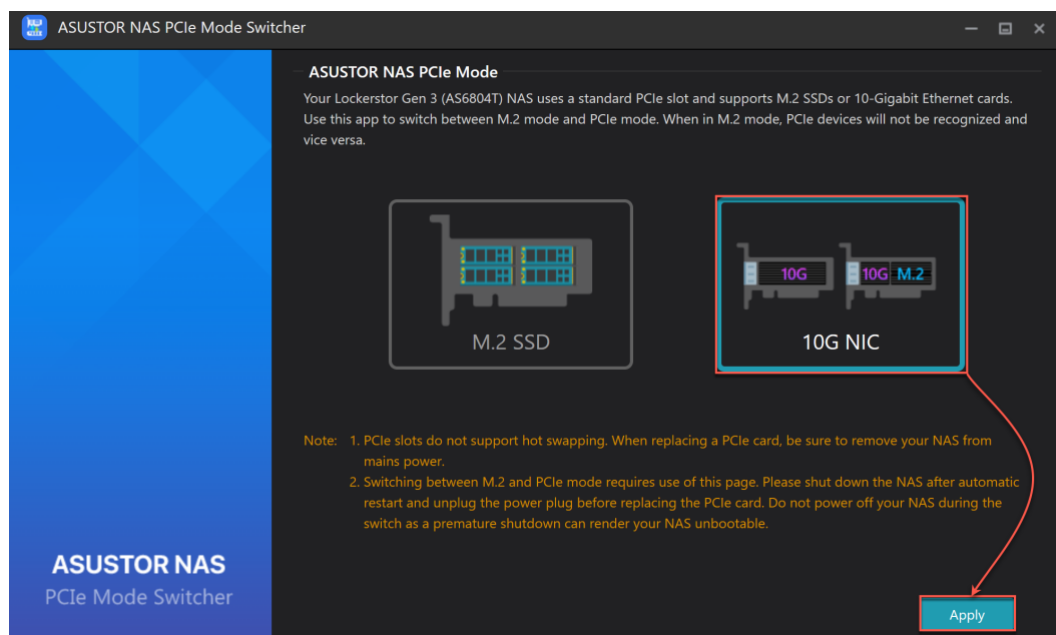 ASUSTOR NAS PCIe Mode Switcher
ASUSTOR NAS PCIe Mode
Your Lockerstor Gen 3 (AS6804T) NAS uses a standard PCIe slot and supports M.2 SSDs or 10-Gigabit Ethernet cards.
Use this app to switch between M.2 mode and PCIe mode. When in M.2 mode, PCIe devices will not be recognized and
vice versa.
10G
10G M.2
M.2 SSD
10G NIC
Note: 1. PCIe slots do not support hot swapping. When replacing a PCIe card, be sure to remove your NAS from
mains power.
2. Switching between M.2 and PCIe mode requires use of this page. Please shut down the NAS after automatic
restart and unplug the power plug before replacing the PCIe card. Do not power off your NAS during the
switch as a premature shutdown can render your NAS unbootable.
ASUSTOR NAS
PCIe Mode Switcher
Apply